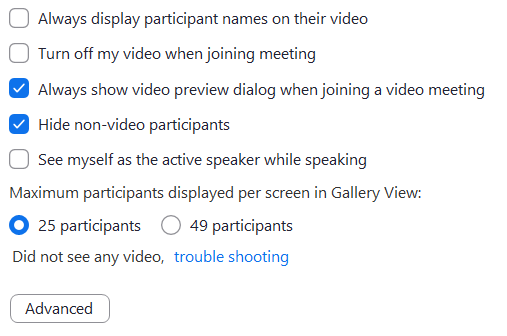 Always display participant names on their video
Turn off my video when joining meeting
Always show video preview dialog when joining a video meeting
Hide non-video participants
See myself as the active speaker while speaking
Maximum participants displayed per screen in Gallery View:
25 participants 49 participants
Did not see any video, trouble shooting
Advanced